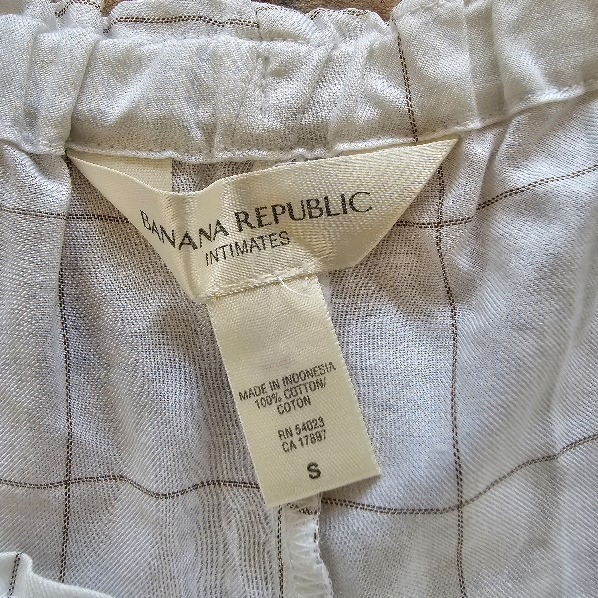 BANANA REPUBLIC
INTIMATES
MADE IN INDONESIA
100% COTTON/
COTON
RN 54023
CA 17897
S